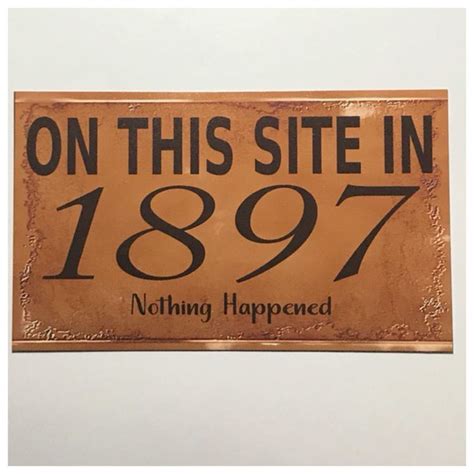 ON THIS SITE IN
1897
Nothing Happened